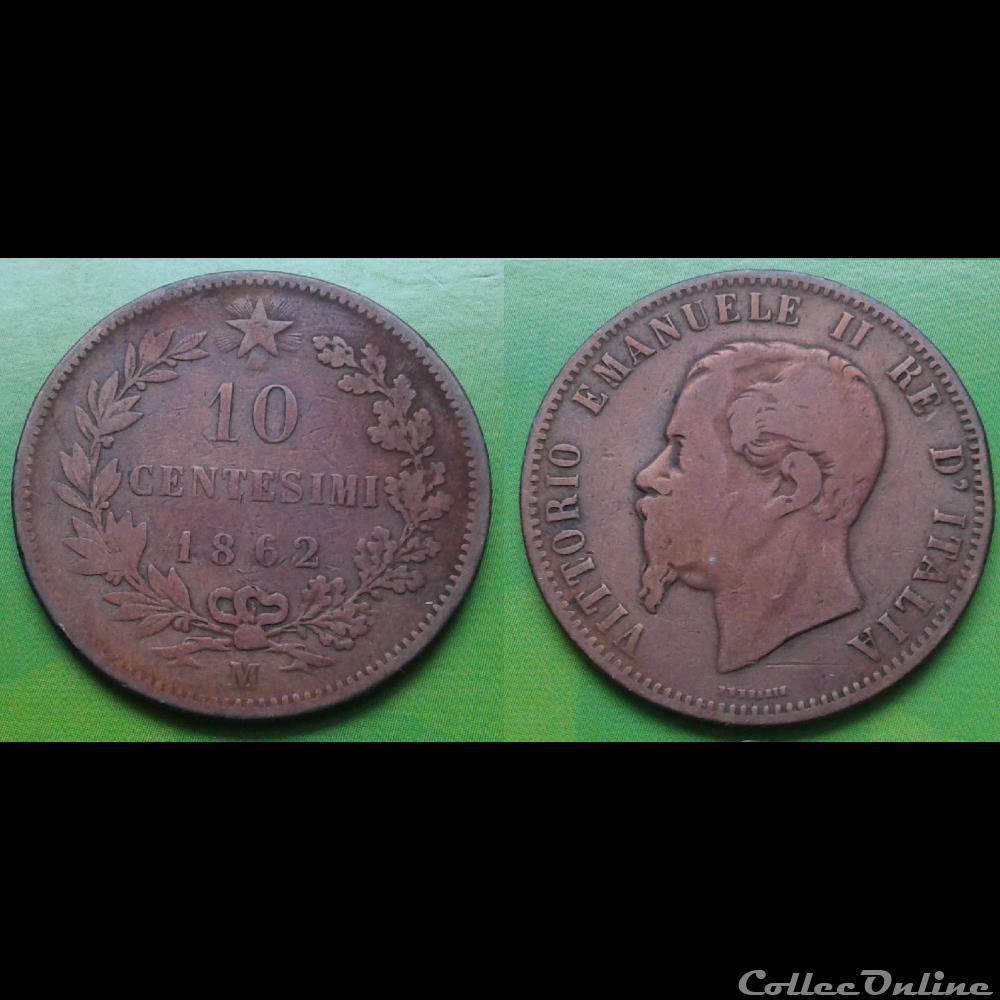 10
CENTESIMI
1862
M
VITTORIO EMANUELE II RE D'ITALIA
CollecOnline